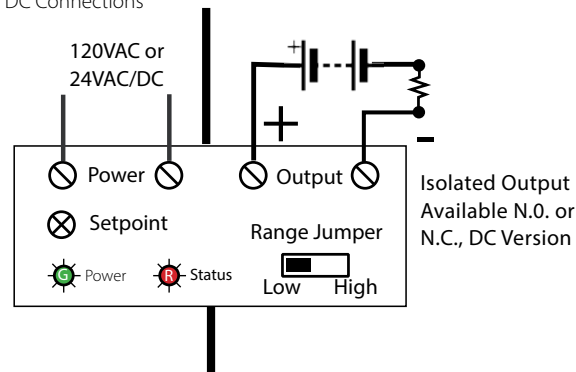 DC Connections
120VAC or
24VAC/DC
+
+
-
Power
Output
Setpoint
Range Jumper
G Power
R Status
Low High
Isolated Output
Available N.0. or
N.C., DC Version